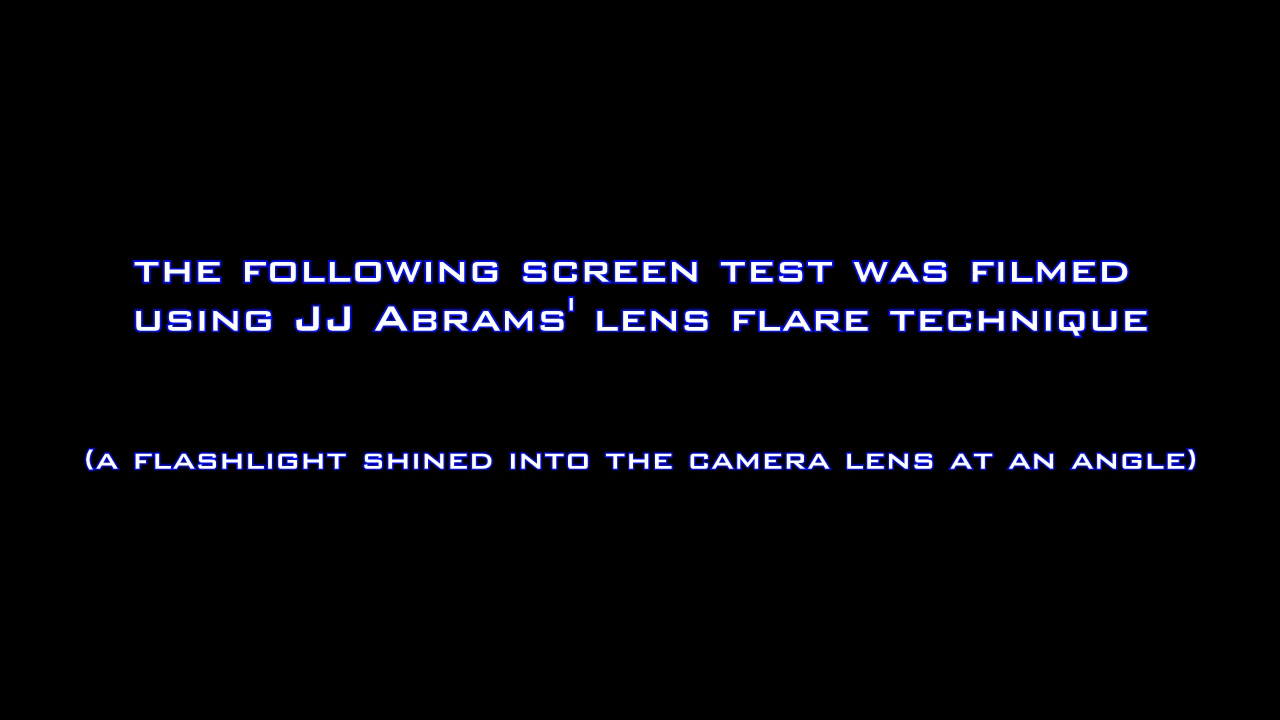 the following screen test was filmed
using JJ Abrams' lens flare technique
(a flashlight shined into the camera lens at an angle)